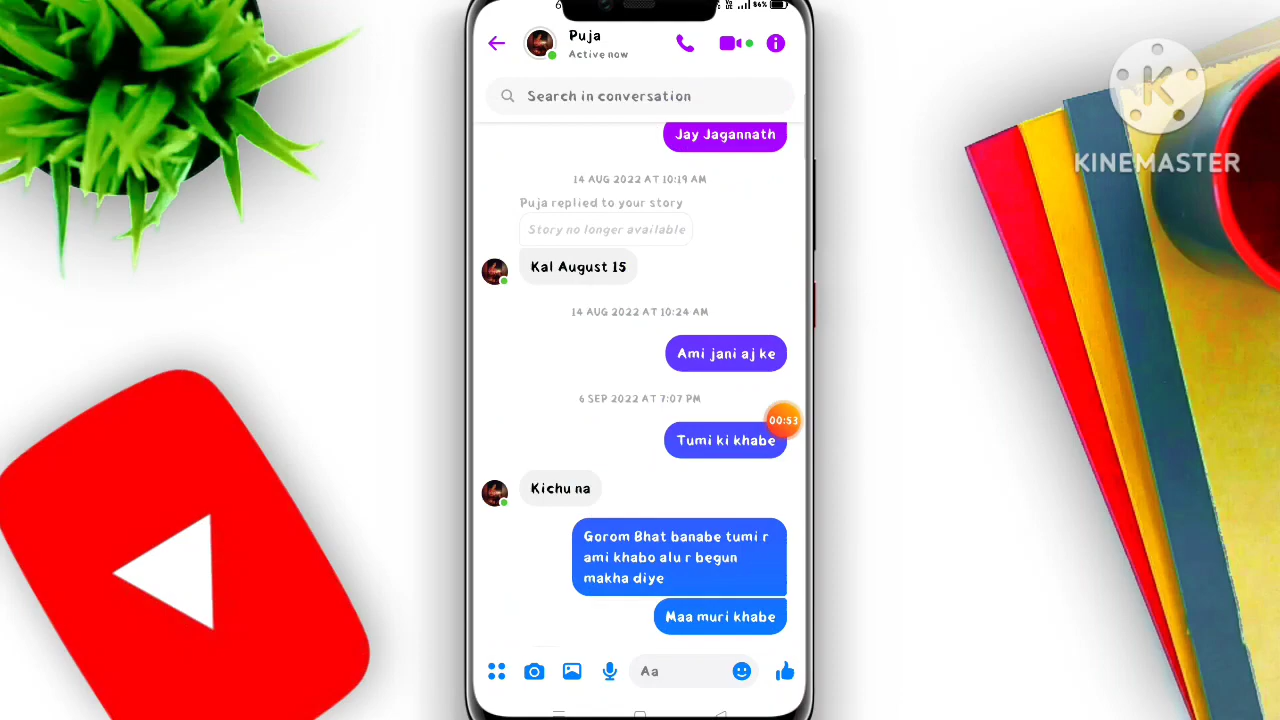 6
86%
Puja
Active now
Search in conversation
Jay Jagannath
14 AUG 2022 AT 10:19 AM
Puja replied to your story
Story no longer available
Kal August 15
14 AUG 2022 AT 10:24 AM
Ami jani aj ke
6 SEP 2022 AT 7:07 PM
00:53
Tumi ki khabe
Kichu na
Gorom Bhat banabe tumi r
ami khabo alu r begun
makha diye
Maa muri khabe
Aa
K
KINEMASTER